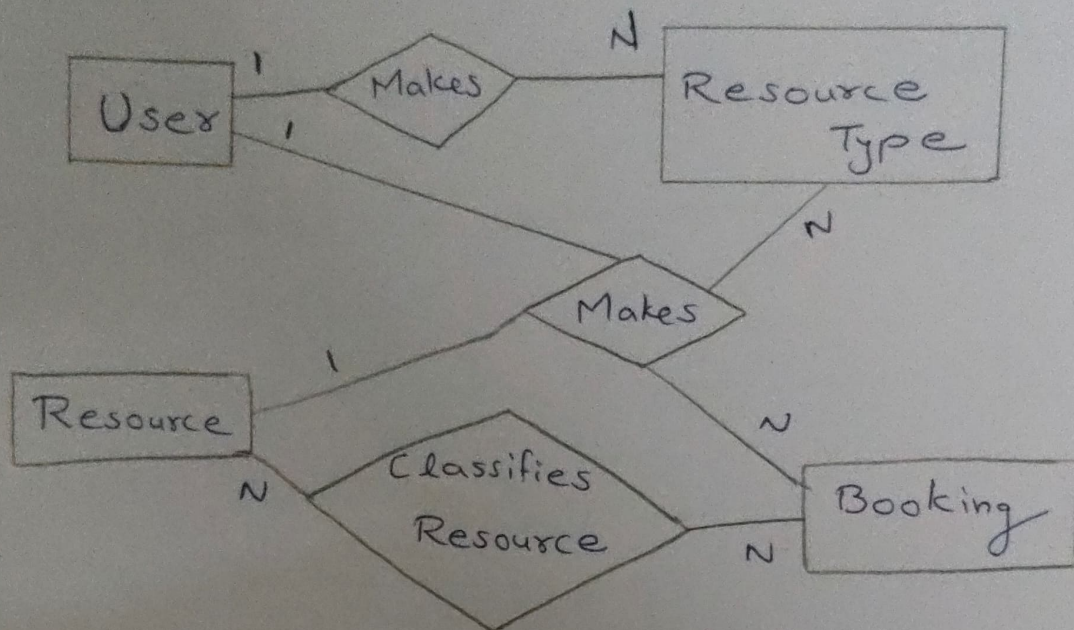 1 N
User Makes Resource
Type
1
N
Makes
1
Resource
N
Classifies
Resource
N
Booking
N